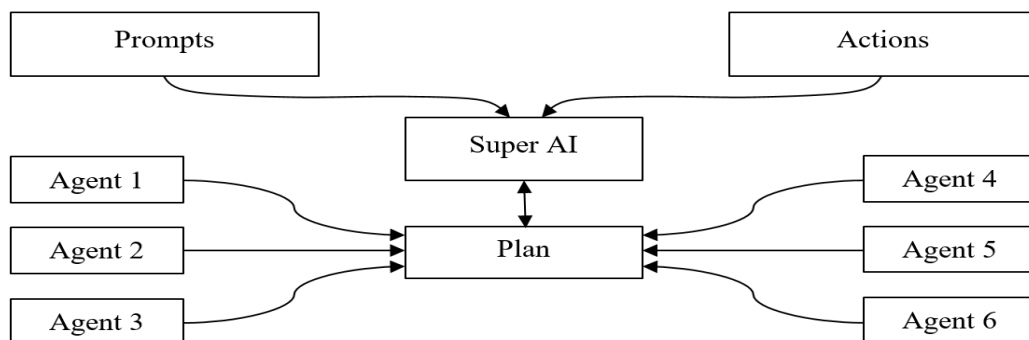 Prompts
Actions
Super AI
Agent 1
Agent 4
Agent 2
Plan
Agent 5
Agent 3
Agent 6